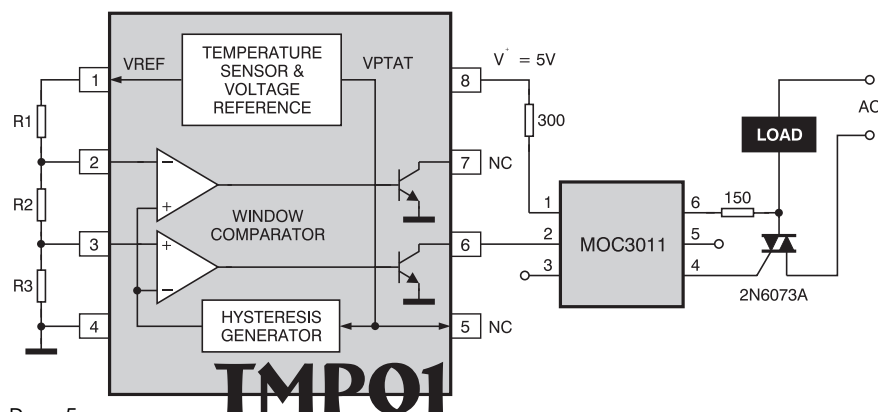 VREF
TEMPERATURE
SENSOR &
VOLTAGE
REFERENCE
VPTAT
V+ = 5V
1
8
R1
300
AC
LOAD
2
7
NC
−
+
R2
WINDOW
COMPARATOR
1
6
150
MOC3011
2
5
3
4
3
6
+
−
2N6073A
R3
HYSTERESIS
GENERATOR
4
5
NC
TMP01